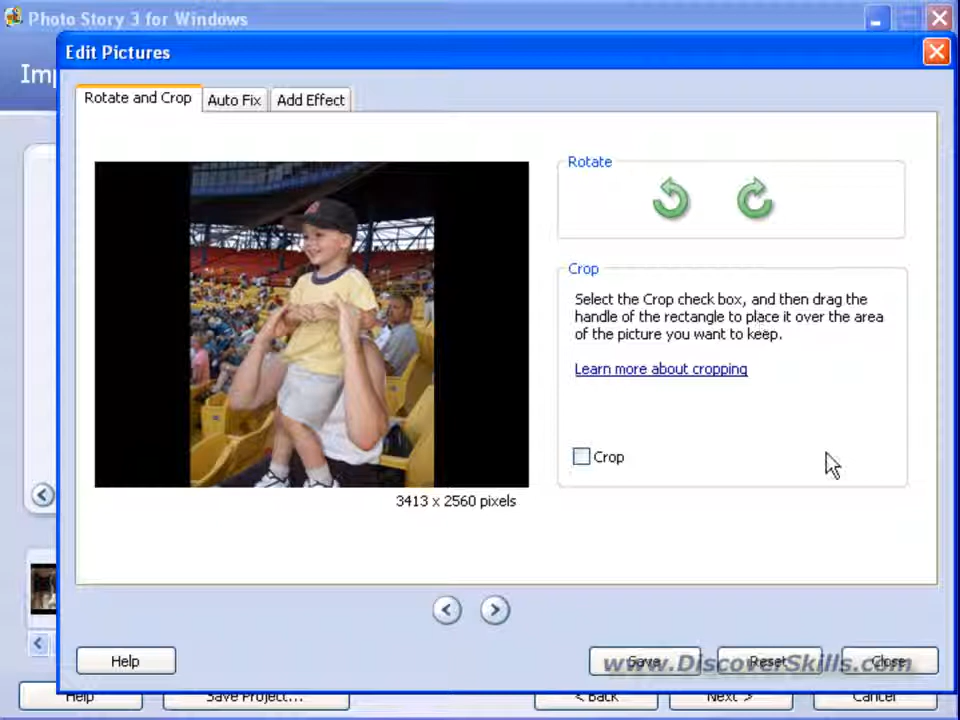 Photo Story 3 for Windows
Edit Pictures
Imp
Rotate and Crop
Auto Fix
Add Effect
Rotate
Crop
Select the Crop check box, and then drag the
handle of the rectangle to place it over the area
of the picture you want to keep.
Learn more about cropping
Crop
3413 x 2560 pixels
Help
Save
Reset
Close
www.DiscoverSkills.com
Help
Save Project...
< Back
Next >
Cancel